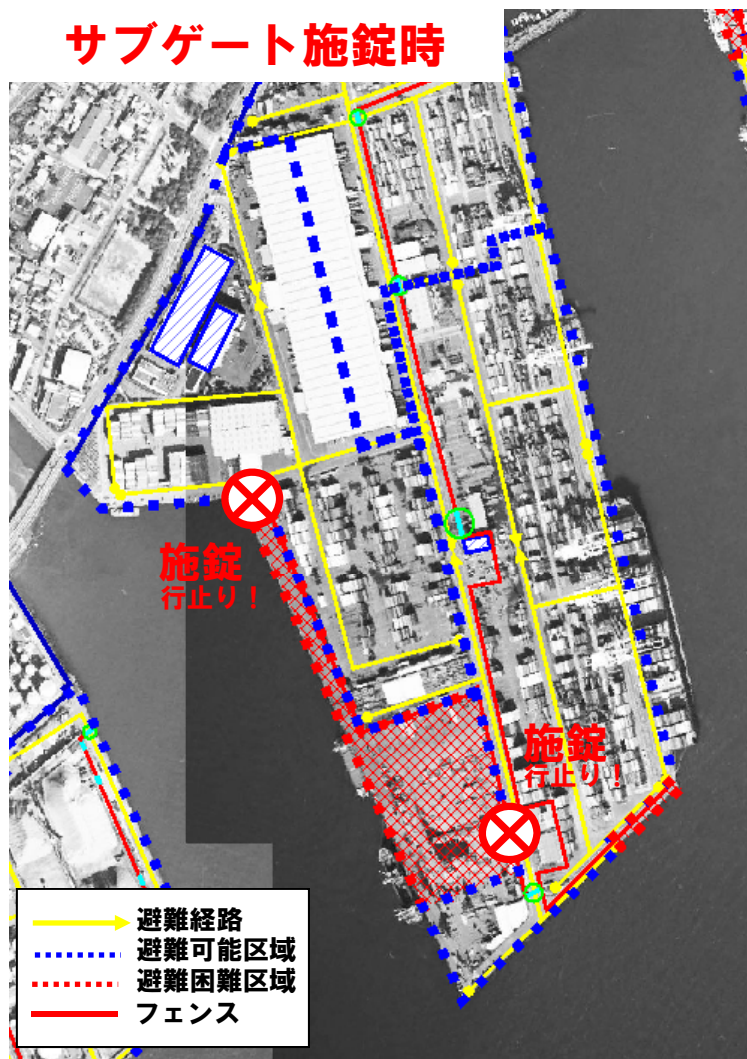 サブゲート施錠時
施錠
行止り！
施錠
行止り！
避難経路
避難可能区域
避難困難区域
フェンス